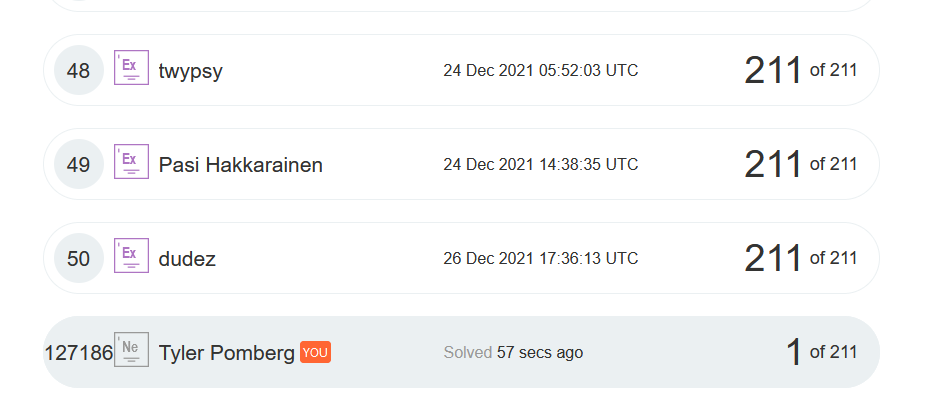 48 Ex twypsy 24 Dec 2021 05:52:03 UTC 211 of 211
49 Ex Pasi Hakkarainen 24 Dec 2021 14:38:35 UTC 211 of 211
50 Ex dudez 26 Dec 2021 17:36:13 UTC 211 of 211
127186 Ne Tyler Pomberg YOU Solved 57 secs ago 1 of 211